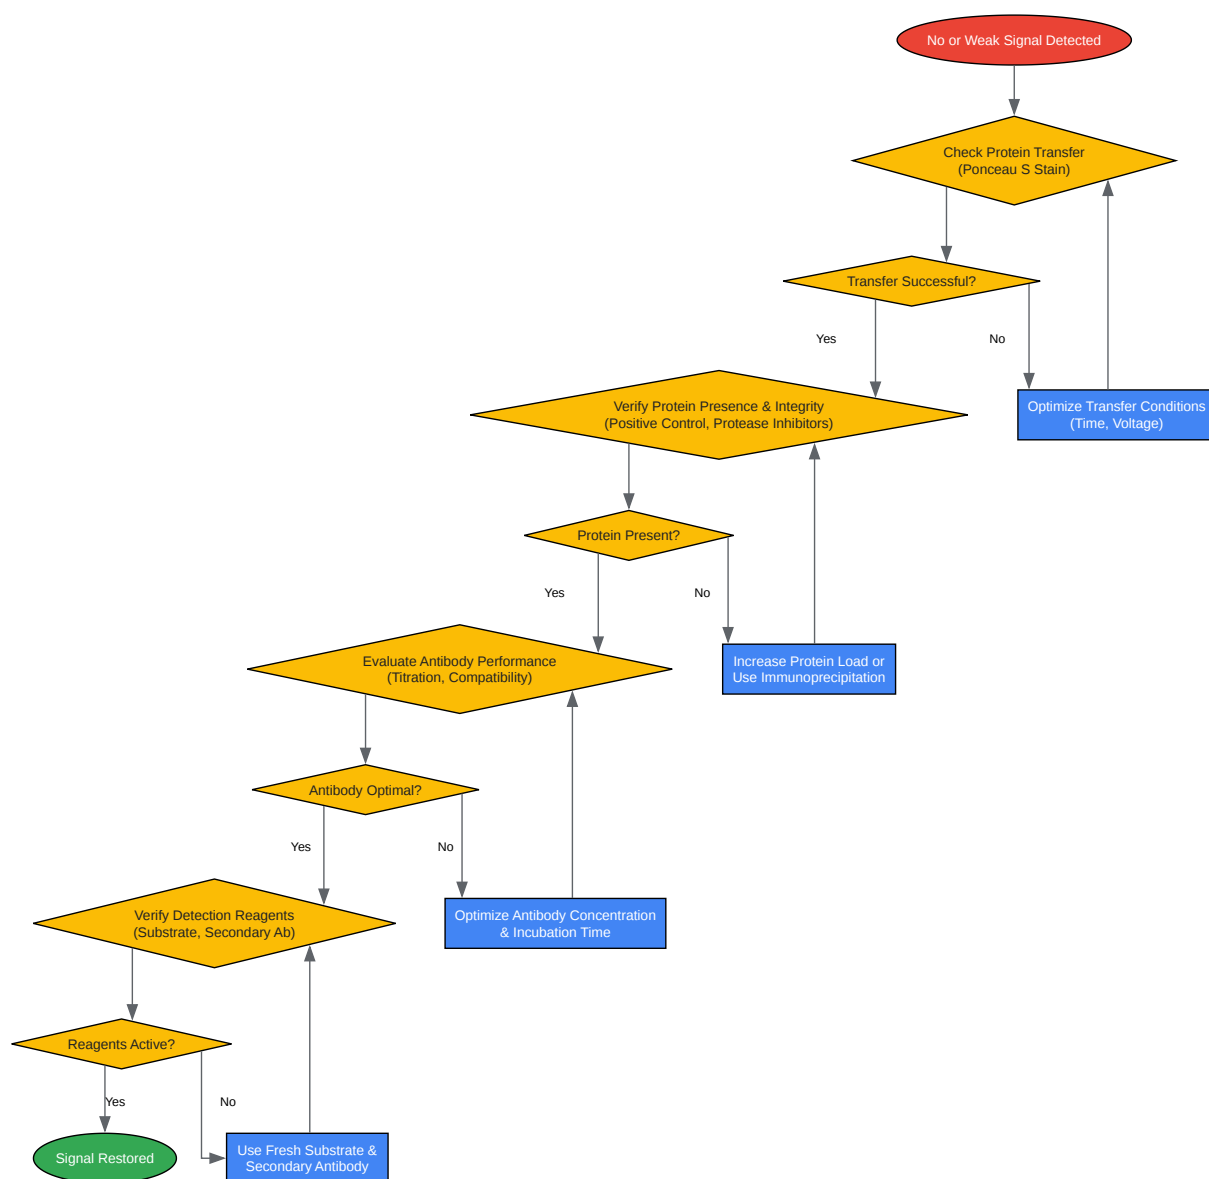 No or Weak Signal Detected
Check Protein Transfer
(Ponceau S Stain)
Transfer Successful?
Yes
No
Verify Protein Presence & Integrity
(Positive Control, Protease Inhibitors)
Optimize Transfer Conditions
(Time, Voltage)
Protein Present?
Yes
No
Evaluate Antibody Performance
(Titration, Compatibility)
Increase Protein Load or
Use Immunoprecipitation
Antibody Optimal?
Yes
No
Verify Detection Reagents
(Substrate, Secondary Ab)
Optimize Antibody Concentration
& Incubation Time
Reagents Active?
Yes
No
Signal Restored
Use Fresh Substrate &
Secondary Antibody